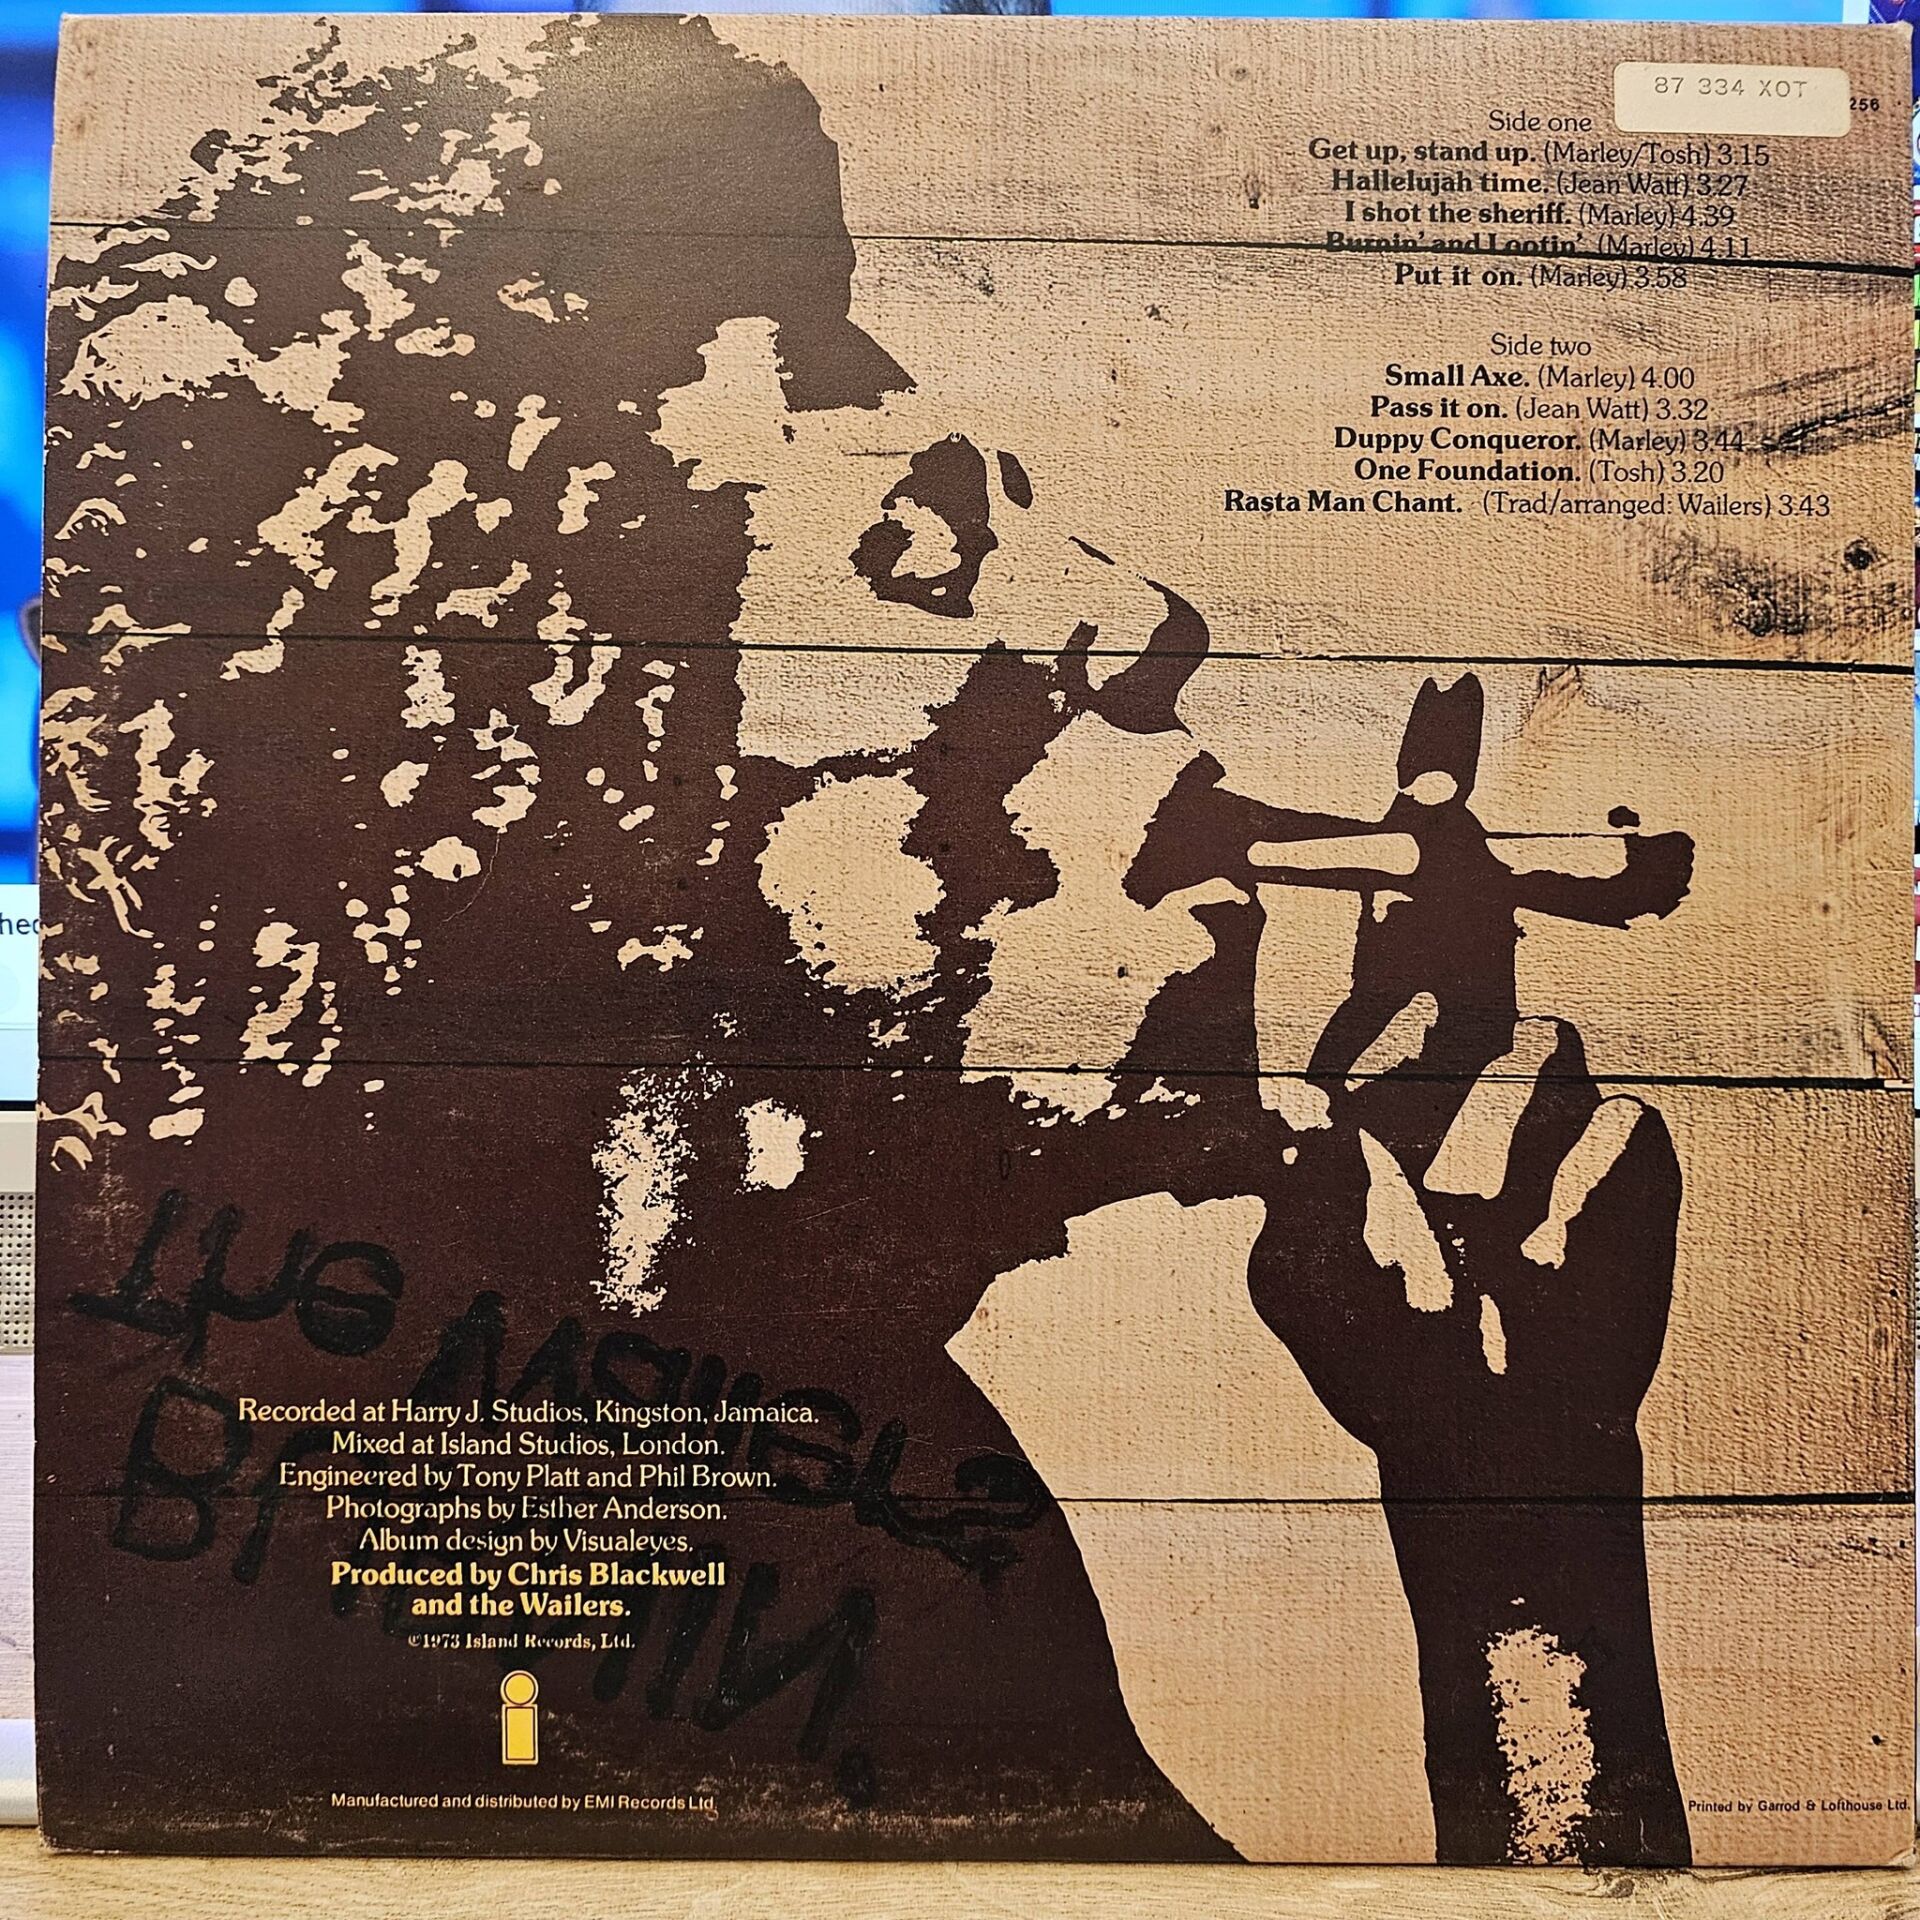 87 334 XOT
256
Side one
Get up, stand up. (Marley/Tosh) 3.15
Hallelujah time. (Jean Watt) 3.27
I shot the sheriff. (Marley) 4.39
Burnin' and Lootin'. (Marley) 4.11
Put it on. (Marley) 3.58
Side two
Small Axe. (Marley) 4.00
Pass it on. (Jean Watt) 3.32
Duppy Conqueror. (Marley) 3.44
One Foundation. (Tosh) 3.20
Rasta Man Chant. (Trad/arranged: Wailers) 3.43
The Wailers
Recorded at Harry J. Studios, Kingston, Jamaica.
Mixed at Island Studios, London.
Engineered by Tony Platt and Phil Brown.
Photographs by Esther Anderson.
Album design by Visualeyes.
Produced by Chris Blackwell
and the Wailers.
©1973 Island Records, Ltd.
i
Manufactured and distributed by EMI Records Ltd.
Printed by Garrod & Lofthouse Ltd.